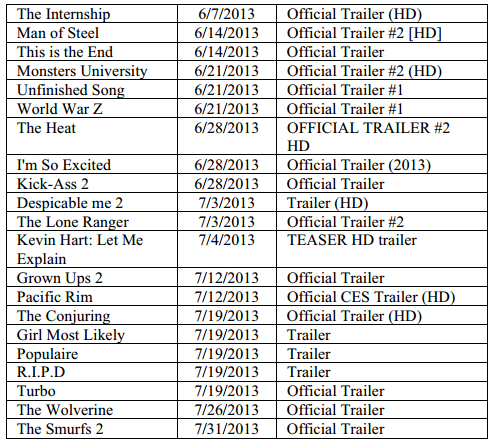 The Internship 6/7/2013 Official Trailer (HD)
Man of Steel 6/14/2013 Official Trailer #2 [HD]
This is the End 6/14/2013 Official Trailer
Monsters University 6/21/2013 Official Trailer #2 (HD)
Unfinished Song 6/21/2013 Official Trailer #1
World War Z 6/21/2013 Official Trailer #1
The Heat 6/28/2013 OFFICIAL TRAILER #2
HD
I'm So Excited 6/28/2013 Official Trailer (2013)
Kick-Ass 2 6/28/2013 Official Trailer
Despicable me 2 7/3/2013 Trailer (HD)
The Lone Ranger 7/3/2013 Official Trailer #2
Kevin Hart: Let Me 7/4/2013 TEASER HD trailer
Explain
Grown Ups 2 7/12/2013 Official Trailer
Pacific Rim 7/12/2013 Official CES Trailer (HD)
The Conjuring 7/19/2013 Official Trailer (HD)
Girl Most Likely 7/19/2013 Trailer
Populaire 7/19/2013 Trailer
R.I.P.D 7/19/2013 Trailer
Turbo 7/19/2013 Official Trailer
The Wolverine 7/26/2013 Official Trailer
The Smurfs 2 7/31/2013 Official Trailer